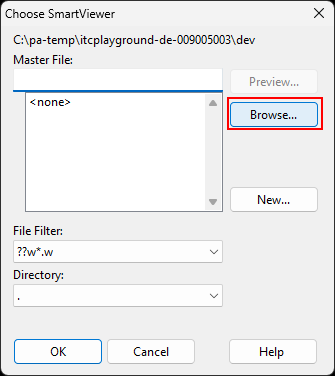 Choose SmartViewer
C:\pa-temp\itcplayground-de-009005003\dev
Master File:
Preview...
<none>
Browse...
New...
File Filter:
??w*.w
Directory:
.
OK
Cancel
Help